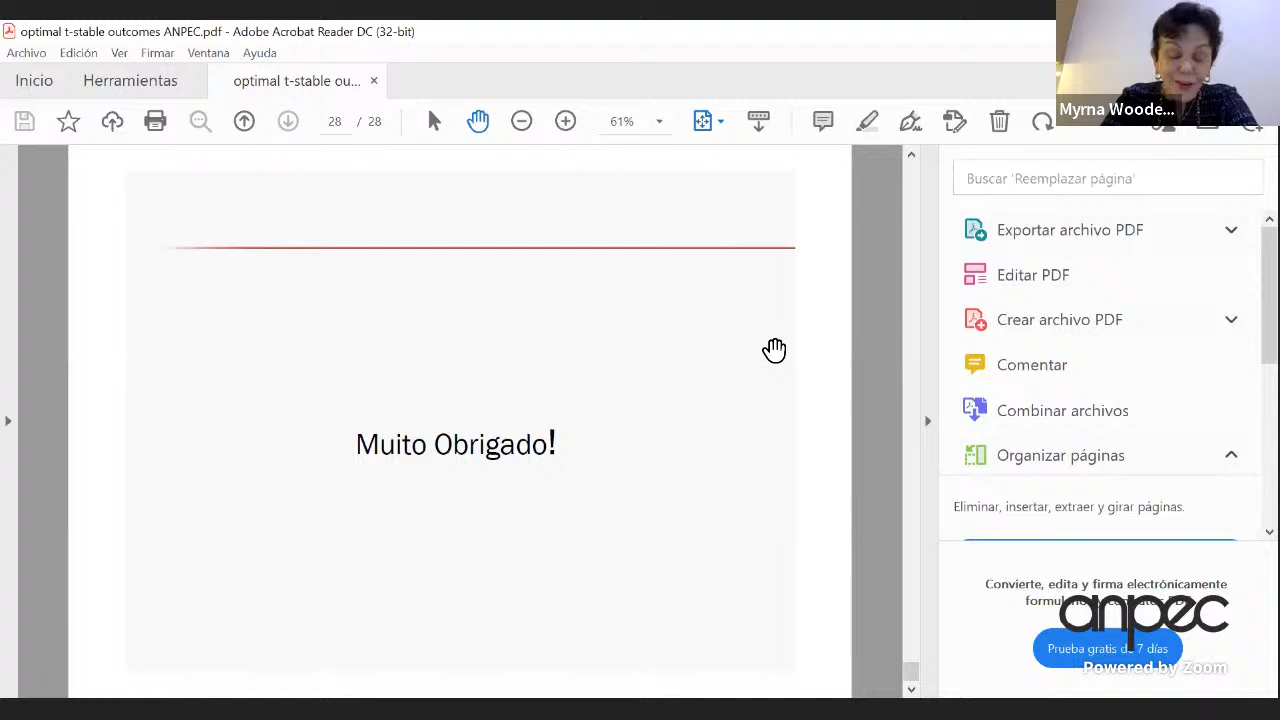 optimal t-stable outcomes ANPEC.pdf - Adobe Acrobat Reader DC (32-bit)
Archivo Edición Ver Firmar Ventana Ayuda
Inicio Herramientas optimal t-stable ou... ×
28 / 61%
Myrna Woode...
Buscar 'Reemplazar página'
Exportar archivo PDF
Editar PDF
Crear archivo PDF
Comentar
Combinar archivos
Organizar páginas
Eliminar, insertar, extraer y girar páginas.
Muito Obrigado!
Convierte, edita y firma electrónicamente
anpec
Prueba gratis de 7 días
Powered by Zoom